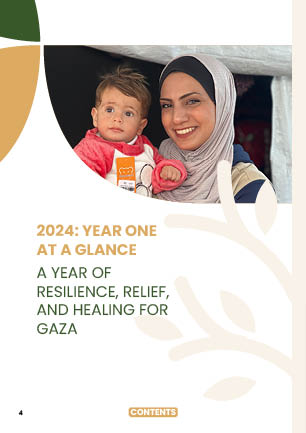 2024: YEAR ONE
AT A GLANCE
A YEAR OF
RESILIENCE, RELIEF,
AND HEALING FOR
GAZA
4
CONTENTS